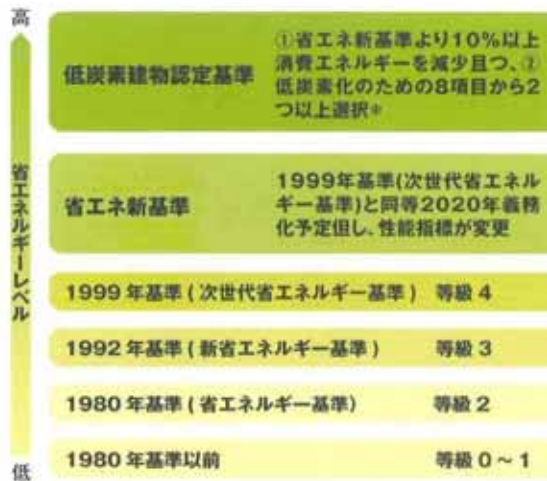 高
省エネルギーレベル
低
低炭素建物認定基準
①省エネ新基準より10%以上
消費エネルギーを減少且つ、②
低炭素化のための8項目から2
つ以上選択*
省エネ新基準
1999年基準(次世代省エネル
ギー基準)と同等2020年義務
化予定但し、性能指標が変更
1999年基準(次世代省エネルギー基準) 等級4
1992年基準(新省エネルギー基準) 等級3
1980年基準(省エネルギー基準) 等級2
1980年基準以前 等級0～1